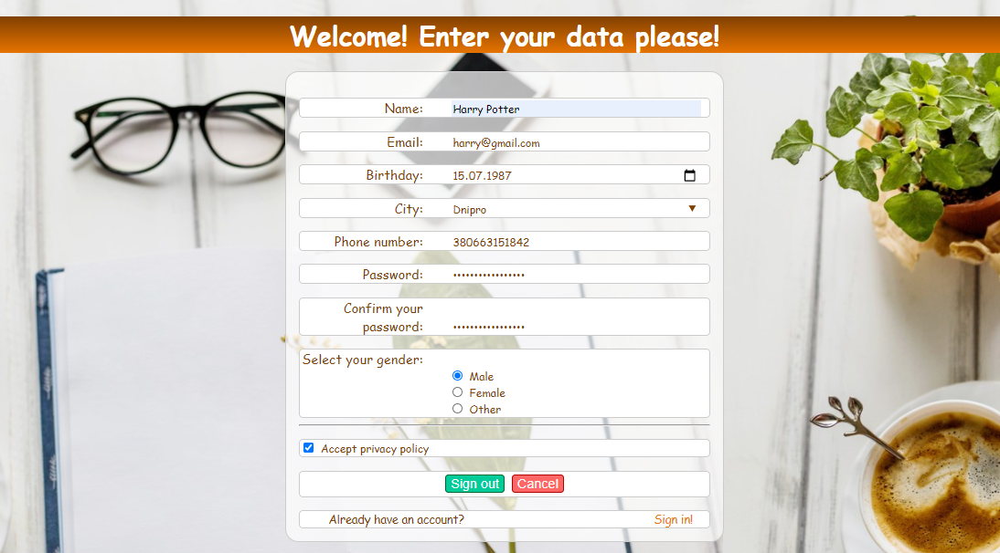 Welcome! Enter your data please!
Name: Harry Potter
Email: harry@gmail.com
Birthday: 15.07.1987
City: Dnipro
Phone number: 380663151842
Password: •••••••••••••••••
Confirm your
password: •••••••••••••••••
Select your gender:
Male
Female
Other
Accept privacy policy
Sign out Cancel
Already have an account? Sign in!